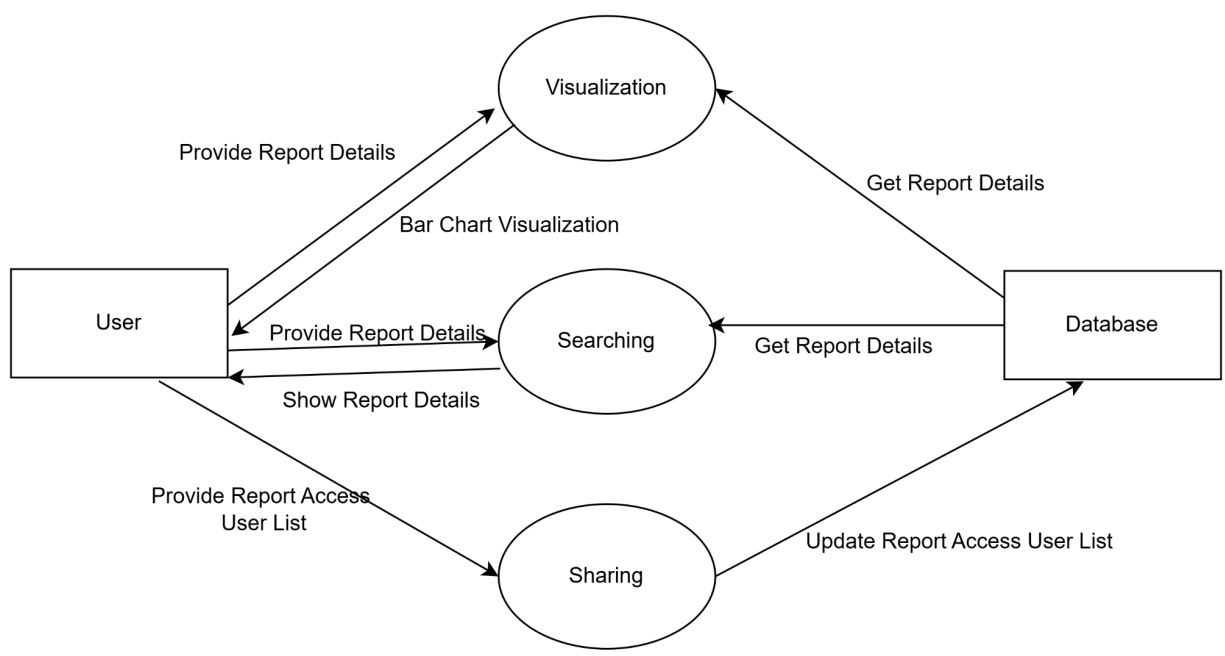 Visualization
Provide Report Details
Get Report Details
Bar Chart Visualization
User
Provide Report Details
Searching
Database
Get Report Details
Show Report Details
Provide Report Access
User List
Update Report Access User List
Sharing